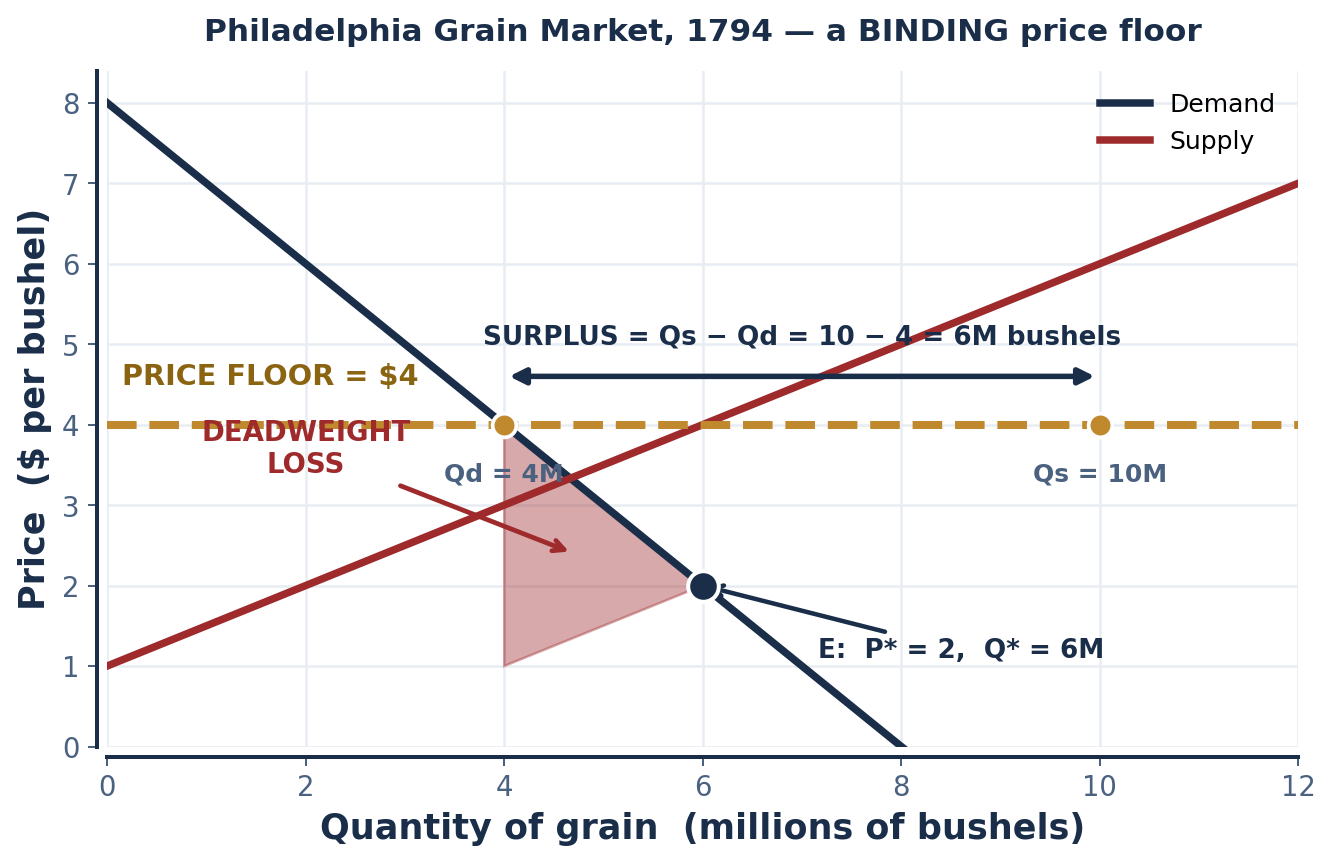 Philadelphia Grain Market, 1794 — a BINDING price floor
Demand
Supply
SURPLUS = Qs − Qd = 10 − 4 = 6M bushels
PRICE FLOOR = $4
DEADWEIGHT
LOSS
Qd = 4M
Qs = 10M
E:  P* = 2,  Q* = 6M
Price  ($ per bushel)
8
7
6
5
4
3
2
1
0
0 2 4 6 8 10 12
Quantity of grain  (millions of bushels)